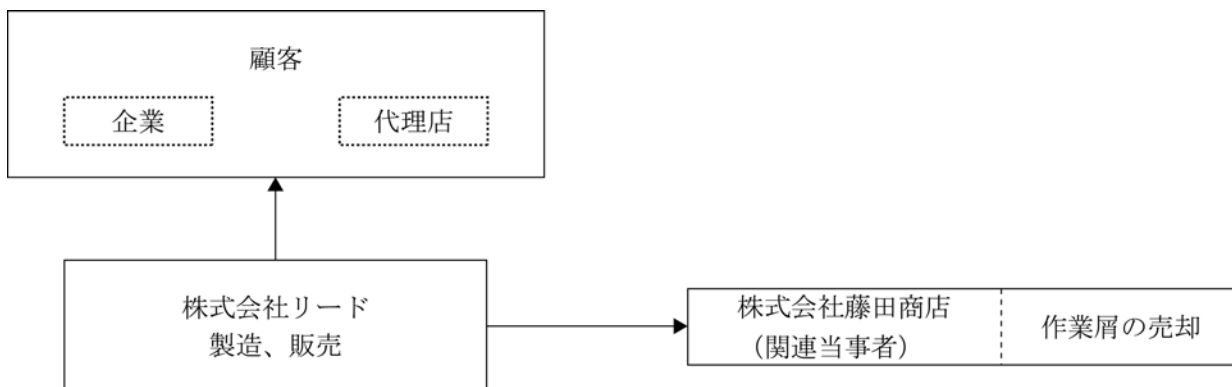 顧客
企業
代理店
株式会社リード
製造、販売
株式会社藤田商店
（関連当事者）
作業屑の売却